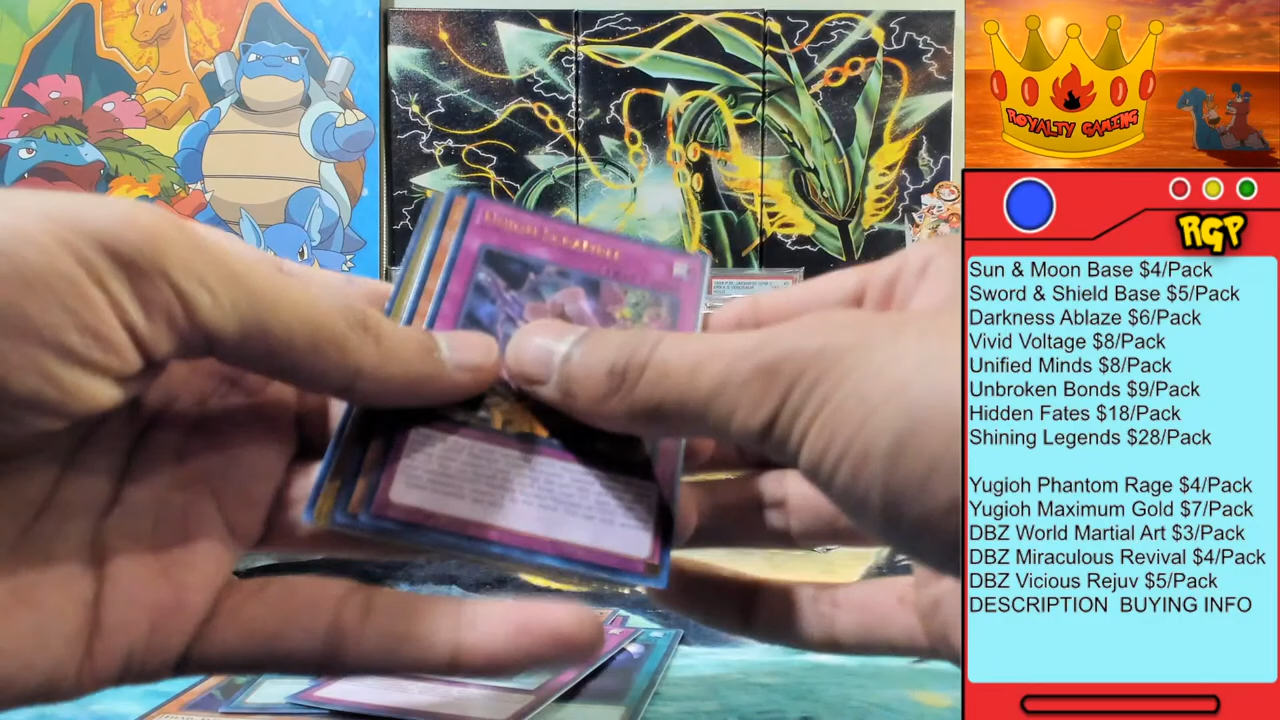 ROYALTY GAMING
RGP
Sun & Moon Base $4/Pack
Sword & Shield Base $5/Pack
Darkness Ablaze $6/Pack
Vivid Voltage $8/Pack
Unified Minds $8/Pack
Unbroken Bonds $9/Pack
Hidden Fates $18/Pack
Shining Legends $28/Pack
Yugioh Phantom Rage $4/Pack
Yugioh Maximum Gold $7/Pack
DBZ World Martial Art $3/Pack
DBZ Miraculous Revival $4/Pack
DBZ Vicious Rejuv $5/Pack
DESCRIPTION BUYING INFO